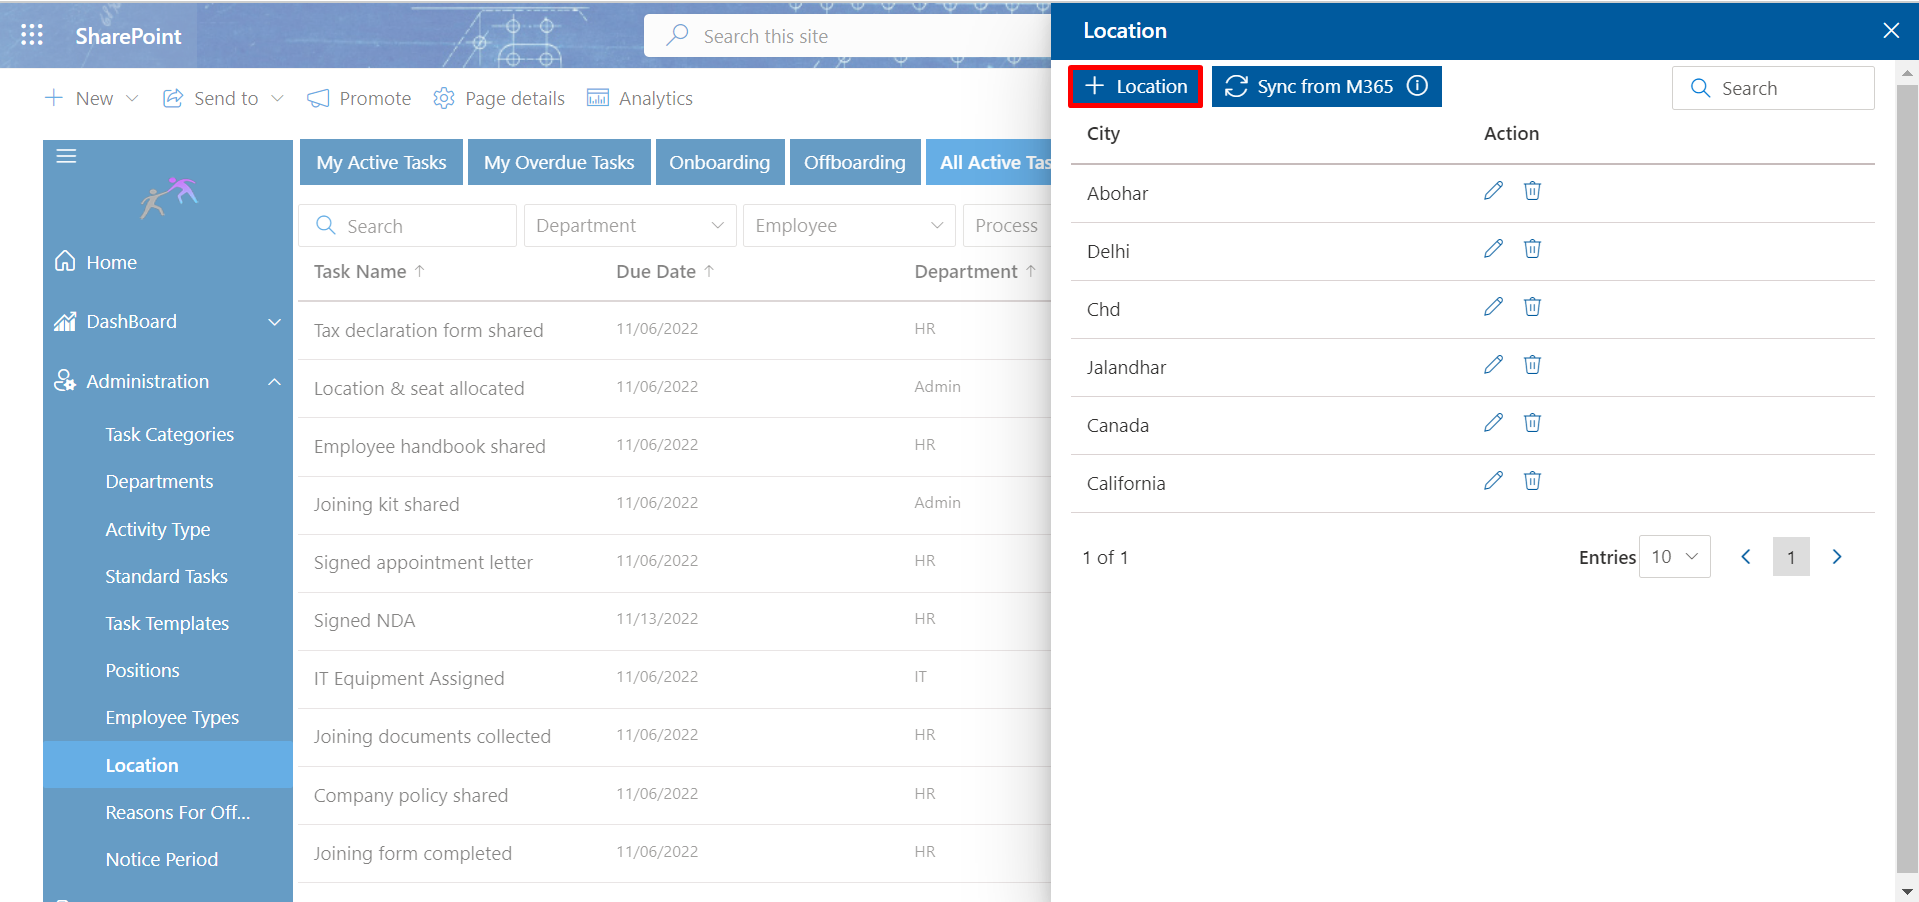 SharePoint
Search this site
New
Send to
Promote
Page details
Analytics
Home
DashBoard
Administration
Task Categories
Departments
Activity Type
Standard Tasks
Task Templates
Positions
Employee Types
Location
Reasons For Off...
Notice Period
My Active Tasks
My Overdue Tasks
Onboarding
Offboarding
All Active Tas
Search
Department
Employee
Process
Task Name Due Date Department
Tax declaration form shared 11/06/2022 HR
Location & seat allocated 11/06/2022 Admin
Employee handbook shared 11/06/2022 HR
Joining kit shared 11/06/2022 Admin
Signed appointment letter 11/06/2022 HR
Signed NDA 11/13/2022 HR
IT Equipment Assigned 11/06/2022 IT
Joining documents collected 11/06/2022 HR
Company policy shared 11/06/2022 HR
Joining form completed 11/06/2022 HR
Location
+ Location
Sync from M365
Search
City Action
Abohar
Delhi
Chd
Jalandhar
Canada
California
1 of 1
Entries 10
1